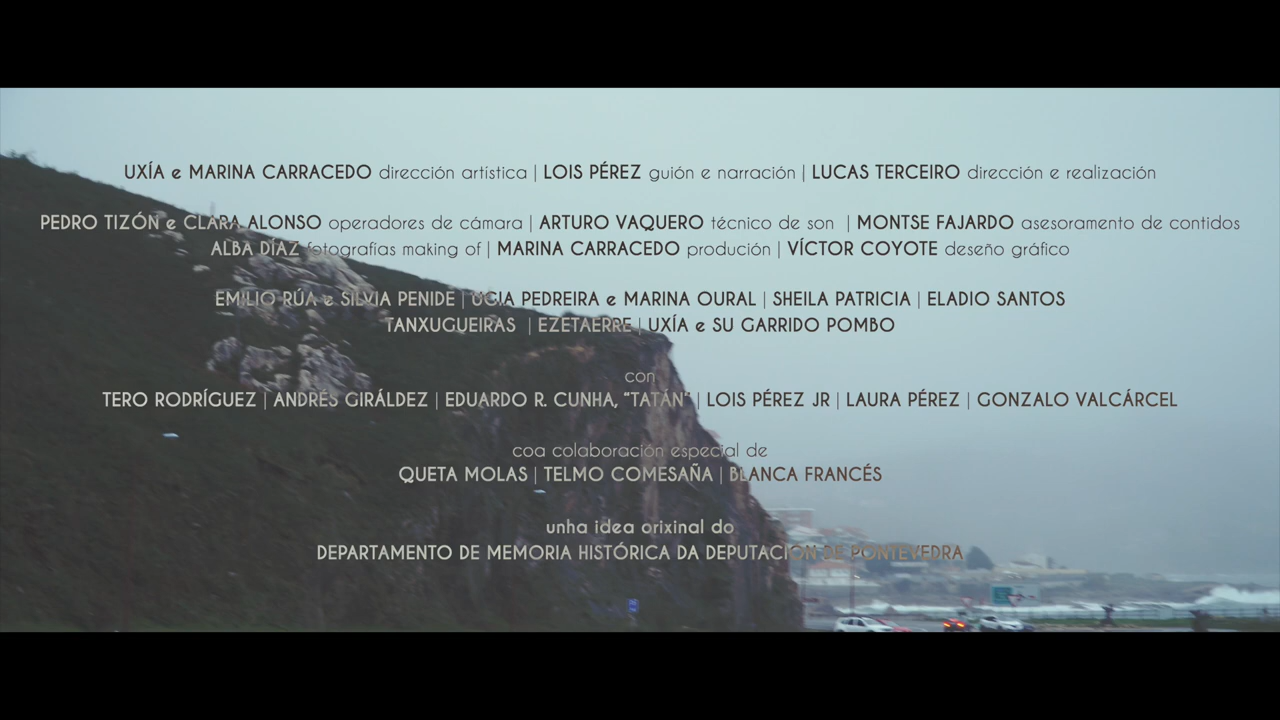 UXÍA e MARINA CARRACEDO dirección artística | LOIS PÉREZ guión e narración | LUCAS TERCEIRO dirección e realización
PEDRO TIZÓN e CLARA ALONSO operadores de cámara | ARTURO VAQUERO técnico de son | MONTSE FAJARDO asesoramento de contidos
ALBA DÍAZ fotografías making of | MARINA CARRACEDO produción | VÍCTOR COYOTE deseño gráfico
EMILIO RÚA e SILVIA PENIDE | UCÍA PEDREIRA e MARINA OURAL | SHEILA PATRICIA | ELADIO SANTOS
TANXUGUEIRAS | EZETAERRE | UXÍA e SU GARRIDO POMBO
con
TERO RODRÍGUEZ | ANDRÉS GIRÁLDEZ | EDUARDO R. CUNHA, “TATÁN” | LOIS PÉREZ JR | LAURA PÉREZ | GONZALO VALCÁRCEL
coa colaboración especial de
QUETA MOLAS | TELMO COMESAÑA | BLANCA FRANCÉS
unha idea orixinal do
DEPARTAMENTO DE MEMORIA HISTÓRICA DA DEPUTACIÓN DE PONTEVEDRA